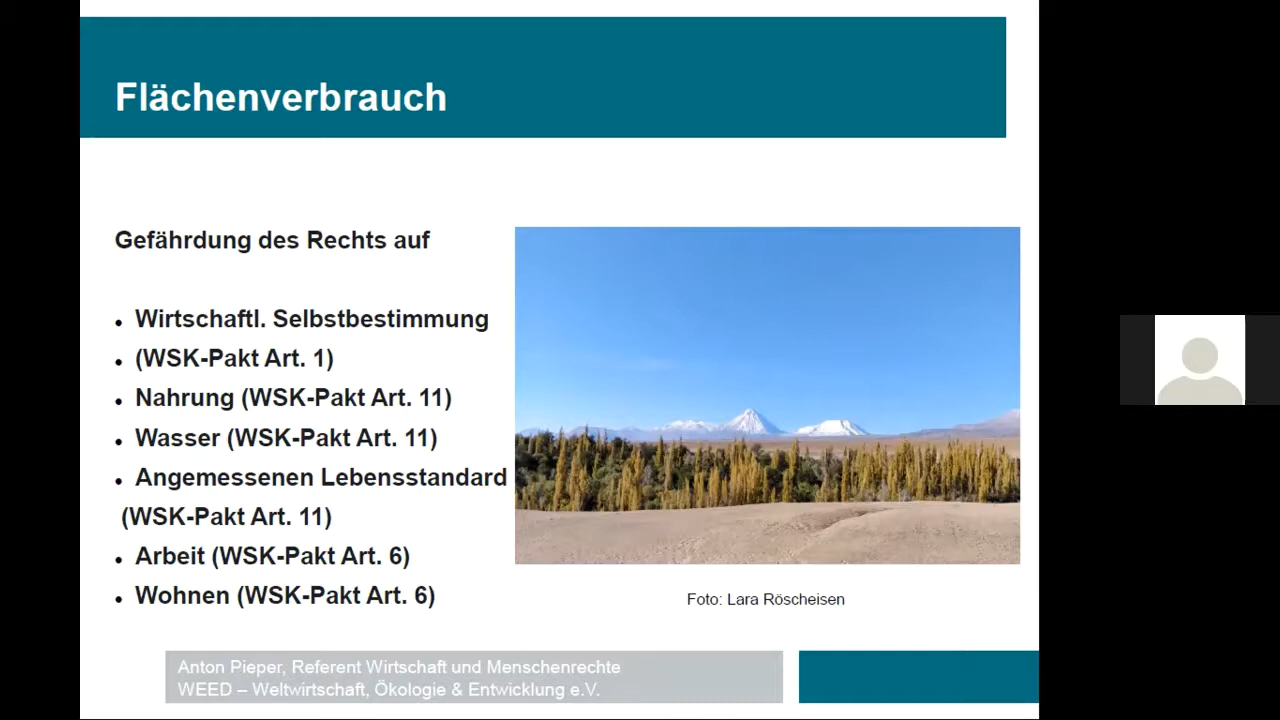 Flächenverbrauch
Gefährdung des Rechts auf
• Wirtschaftl. Selbstbestimmung
• (WSK-Pakt Art. 1)
• Nahrung (WSK-Pakt Art. 11)
• Wasser (WSK-Pakt Art. 11)
• Angemessenen Lebensstandard
(WSK-Pakt Art. 11)
• Arbeit (WSK-Pakt Art. 6)
• Wohnen (WSK-Pakt Art. 6)
Foto: Lara Röscheisen
Anton Pieper, Referent Wirtschaft und Menschenrechte
WEED – Weltwirtschaft, Ökologie & Entwicklung e.V.